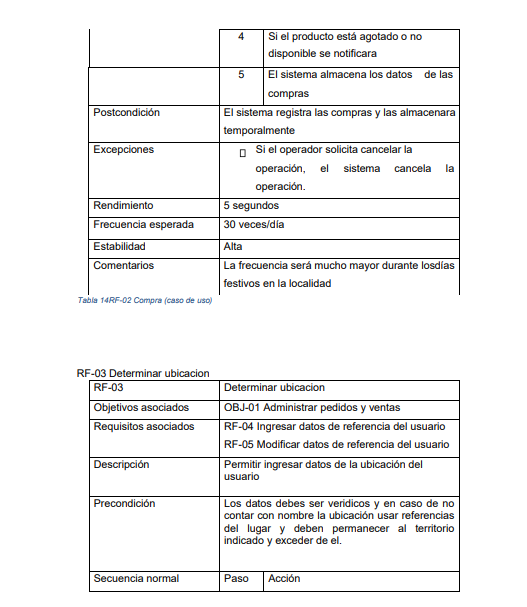 4 Si el producto está agotado o no
disponible se notificara
5 El sistema almacena los datos de las
compras
Postcondición El sistema registra las compras y las almacenara
temporalmente
Excepciones Si el operador solicita cancelar la
operación, el sistema cancela la
operación.
Rendimiento 5 segundos
Frecuencia esperada 30 veces/día
Estabilidad Alta
Comentarios La frecuencia será mucho mayor durante losdías
festivos en la localidad
Tabla 14RF-02 Compra (caso de uso)
RF-03 Determinar ubicacion
RF-03 Determinar ubicacion
Objetivos asociados OBJ-01 Administrar pedidos y ventas
Requisitos asociados RF-04 Ingresar datos de referencia del usuario
RF-05 Modificar datos de referencia del usuario
Descripción Permitir ingresar datos de la ubicación del
usuario
Precondición Los datos debes ser veridicos y en caso de no
contar con nombre la ubicación usar referencias
del lugar y deben permanecer al territorio
indicado y exceder de el.
Secuencia normal Paso Acción